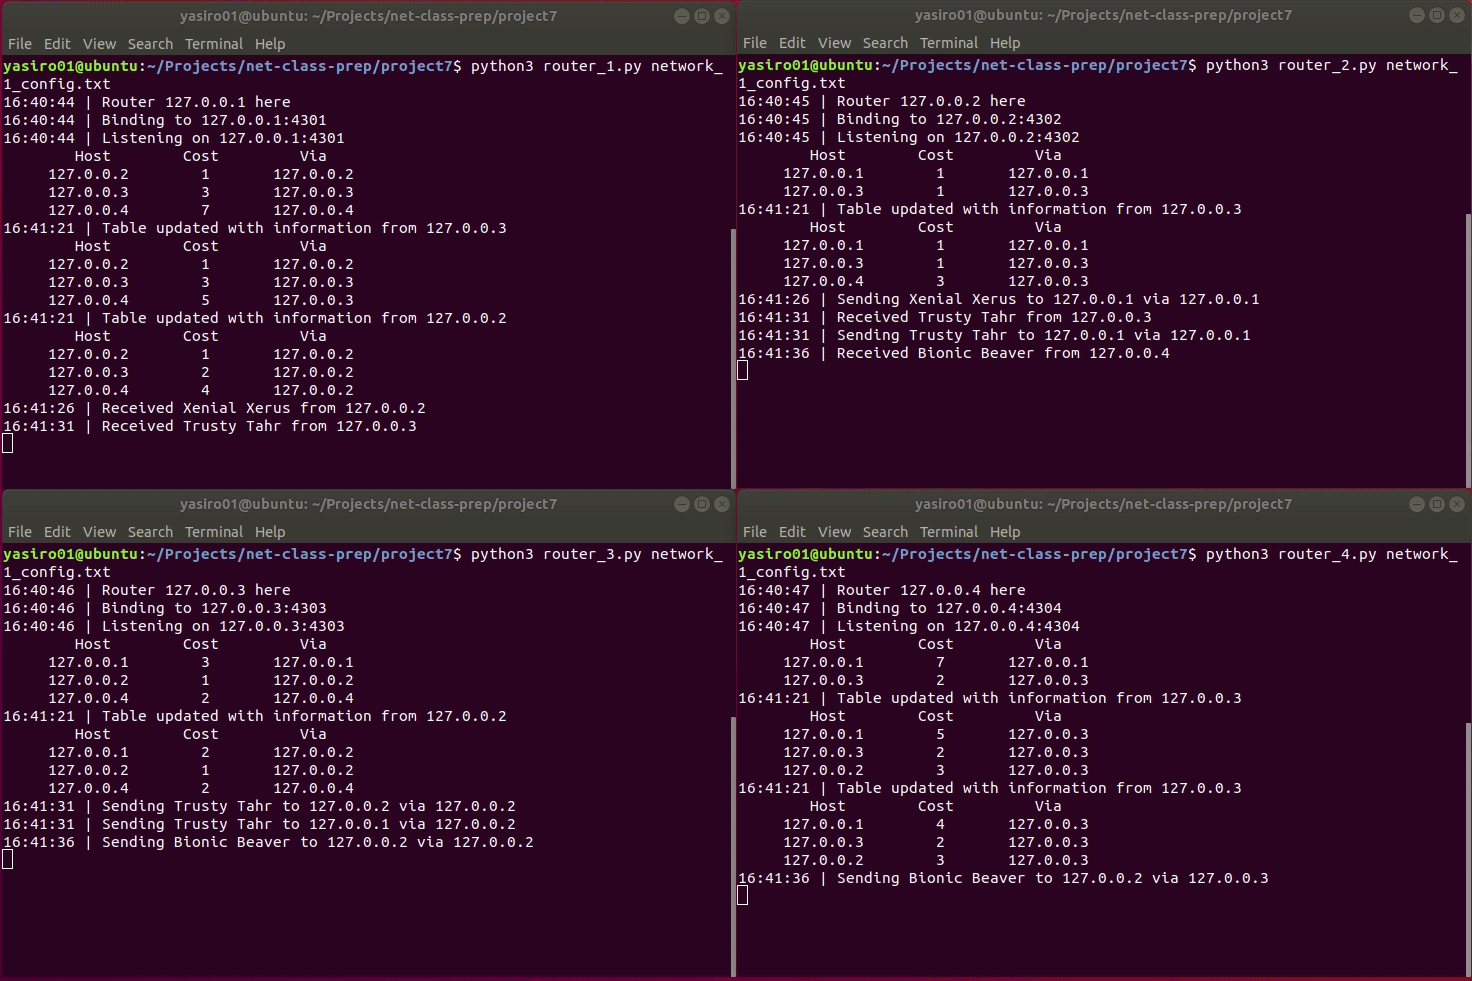 yasiro01@ubuntu: ~/Projects/net-class-prep/project7
File Edit View Search Terminal Help
yasiro01@ubuntu:~/Projects/net-class-prep/project7$ python3 router_1.py network_
1_config.txt
16:40:44 | Router 127.0.0.1 here
16:40:44 | Binding to 127.0.0.1:4301
16:40:44 | Listening on 127.0.0.1:4301
Host Cost Via
127.0.0.2 1 127.0.0.2
127.0.0.3 3 127.0.0.3
127.0.0.4 7 127.0.0.4
16:41:21 | Table updated with information from 127.0.0.3
Host Cost Via
127.0.0.2 1 127.0.0.2
127.0.0.3 3 127.0.0.3
127.0.0.4 5 127.0.0.3
16:41:21 | Table updated with information from 127.0.0.2
Host Cost Via
127.0.0.2 1 127.0.0.2
127.0.0.3 2 127.0.0.2
127.0.0.4 4 127.0.0.2
16:41:26 | Received Xenial Xerus from 127.0.0.2
16:41:31 | Received Trusty Tahr from 127.0.0.3
yasiro01@ubuntu: ~/Projects/net-class-prep/project7
File Edit View Search Terminal Help
yasiro01@ubuntu:~/Projects/net-class-prep/project7$ python3 router_2.py network_
1_config.txt
16:40:45 | Router 127.0.0.2 here
16:40:45 | Binding to 127.0.0.2:4302
16:40:45 | Listening on 127.0.0.2:4302
Host Cost Via
127.0.0.1 1 127.0.0.1
127.0.0.3 1 127.0.0.3
16:41:21 | Table updated with information from 127.0.0.3
Host Cost Via
127.0.0.1 1 127.0.0.1
127.0.0.3 1 127.0.0.3
127.0.0.4 3 127.0.0.3
16:41:26 | Sending Xenial Xerus to 127.0.0.1 via 127.0.0.1
16:41:31 | Received Trusty Tahr from 127.0.0.3
16:41:31 | Sending Trusty Tahr to 127.0.0.1 via 127.0.0.1
16:41:36 | Received Bionic Beaver from 127.0.0.4
yasiro01@ubuntu: ~/Projects/net-class-prep/project7
File Edit View Search Terminal Help
yasiro01@ubuntu:~/Projects/net-class-prep/project7$ python3 router_3.py network_
1_config.txt
16:40:46 | Router 127.0.0.3 here
16:40:46 | Binding to 127.0.0.3:4303
16:40:46 | Listening on 127.0.0.3:4303
Host Cost Via
127.0.0.1 3 127.0.0.1
127.0.0.2 1 127.0.0.2
127.0.0.4 2 127.0.0.4
16:41:21 | Table updated with information from 127.0.0.2
Host Cost Via
127.0.0.1 2 127.0.0.2
127.0.0.2 1 127.0.0.2
127.0.0.4 2 127.0.0.4
16:41:31 | Sending Trusty Tahr to 127.0.0.2 via 127.0.0.2
16:41:31 | Sending Trusty Tahr to 127.0.0.1 via 127.0.0.2
16:41:36 | Sending Bionic Beaver to 127.0.0.2 via 127.0.0.2
yasiro01@ubuntu: ~/Projects/net-class-prep/project7
File Edit View Search Terminal Help
yasiro01@ubuntu:~/Projects/net-class-prep/project7$ python3 router_4.py network_
1_config.txt
16:40:47 | Router 127.0.0.4 here
16:40:47 | Binding to 127.0.0.4:4304
16:40:47 | Listening on 127.0.0.4:4304
Host Cost Via
127.0.0.1 7 127.0.0.1
127.0.0.3 2 127.0.0.3
16:41:21 | Table updated with information from 127.0.0.3
Host Cost Via
127.0.0.1 5 127.0.0.3
127.0.0.3 2 127.0.0.3
127.0.0.2 3 127.0.0.3
16:41:21 | Table updated with information from 127.0.0.3
Host Cost Via
127.0.0.1 4 127.0.0.3
127.0.0.3 2 127.0.0.3
127.0.0.2 3 127.0.0.3
16:41:36 | Sending Bionic Beaver to 127.0.0.2 via 127.0.0.3